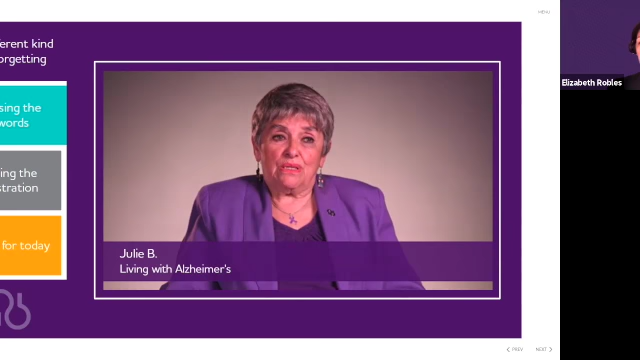 MENU
erent kind
orgetting
sing the
words
ing the
stration
for today
Julie B.
Living with Alzheimer's
PREV
NEXT
Elizabeth Robles